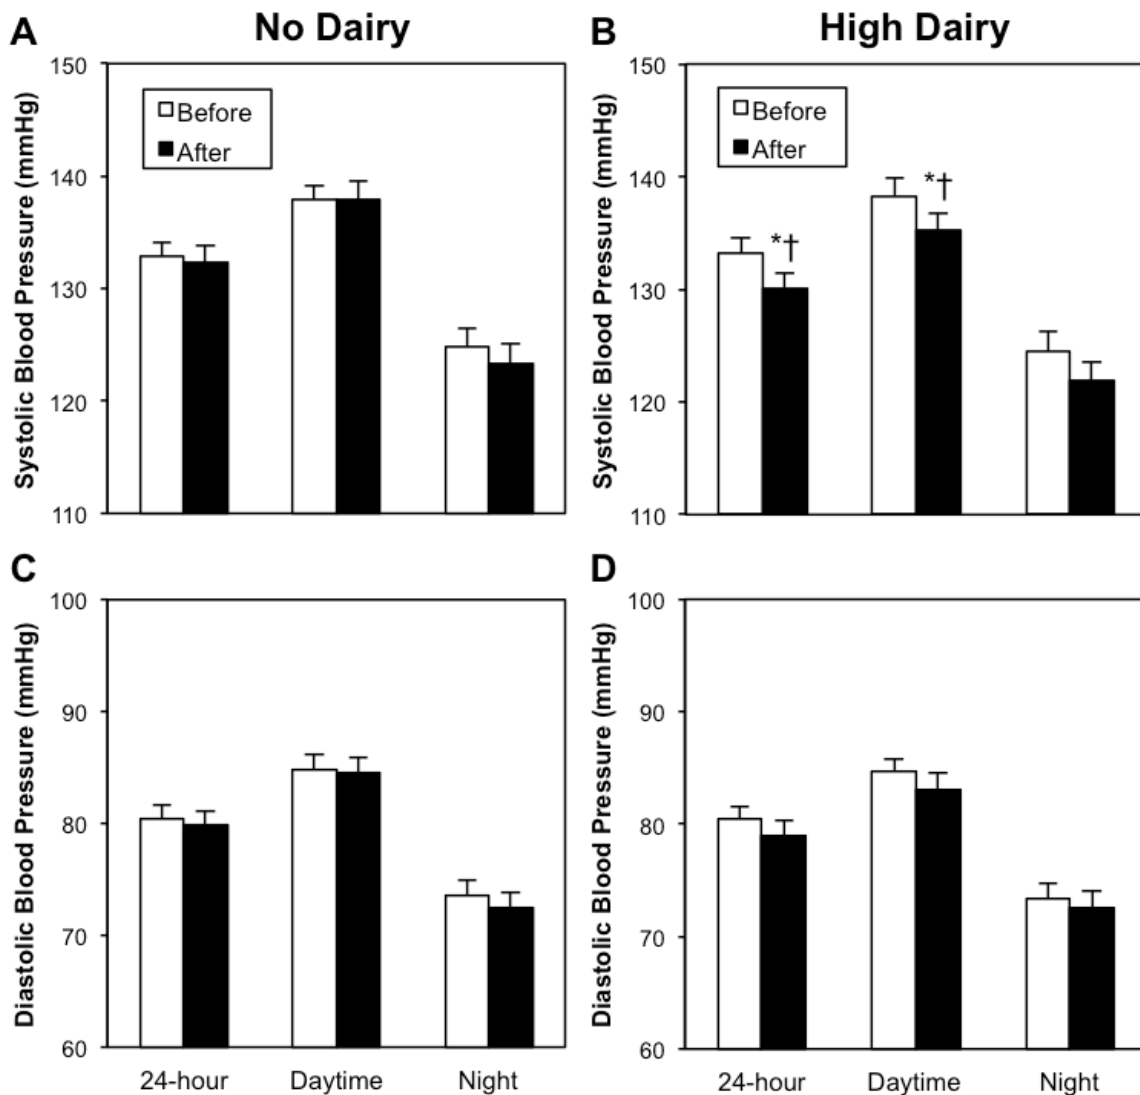 A
No Dairy
B
High Dairy
Systolic Blood Pressure (mmHg)
150
140
130
120
110
Before
After
Systolic Blood Pressure (mmHg)
150
140
130
120
110
Before
After
*†
*†
C
D
Diastolic Blood Pressure (mmHg)
100
90
80
70
60
24-hour
Daytime
Night
Diastolic Blood Pressure (mmHg)
100
90
80
70
60
24-hour
Daytime
Night